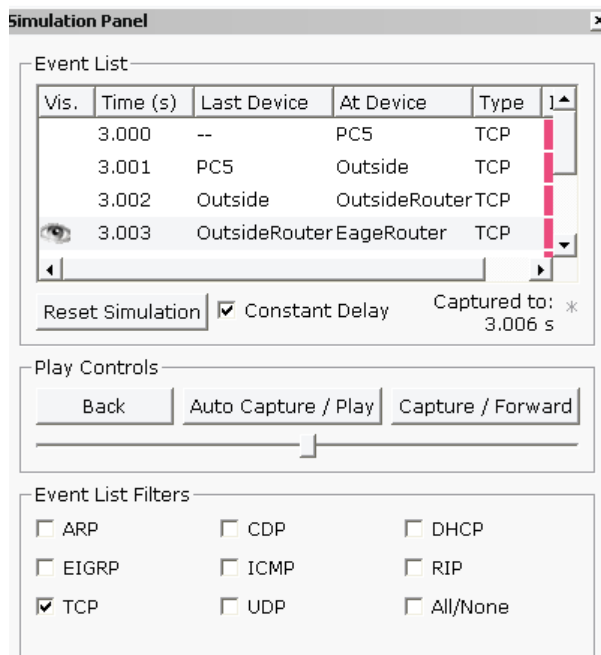 Simulation Panel
Event List
Vis. Time (s) Last Device At Device Type
3.000 -- PC5 TCP
3.001 PC5 Outside TCP
3.002 Outside OutsideRouter TCP
3.003 OutsideRouter EageRouter TCP
Reset Simulation Constant Delay Captured to:
3.006 s *
Play Controls
Back Auto Capture / Play Capture / Forward
Event List Filters
ARP CDP DHCP
EIGRP ICMP RIP
TCP UDP All/None